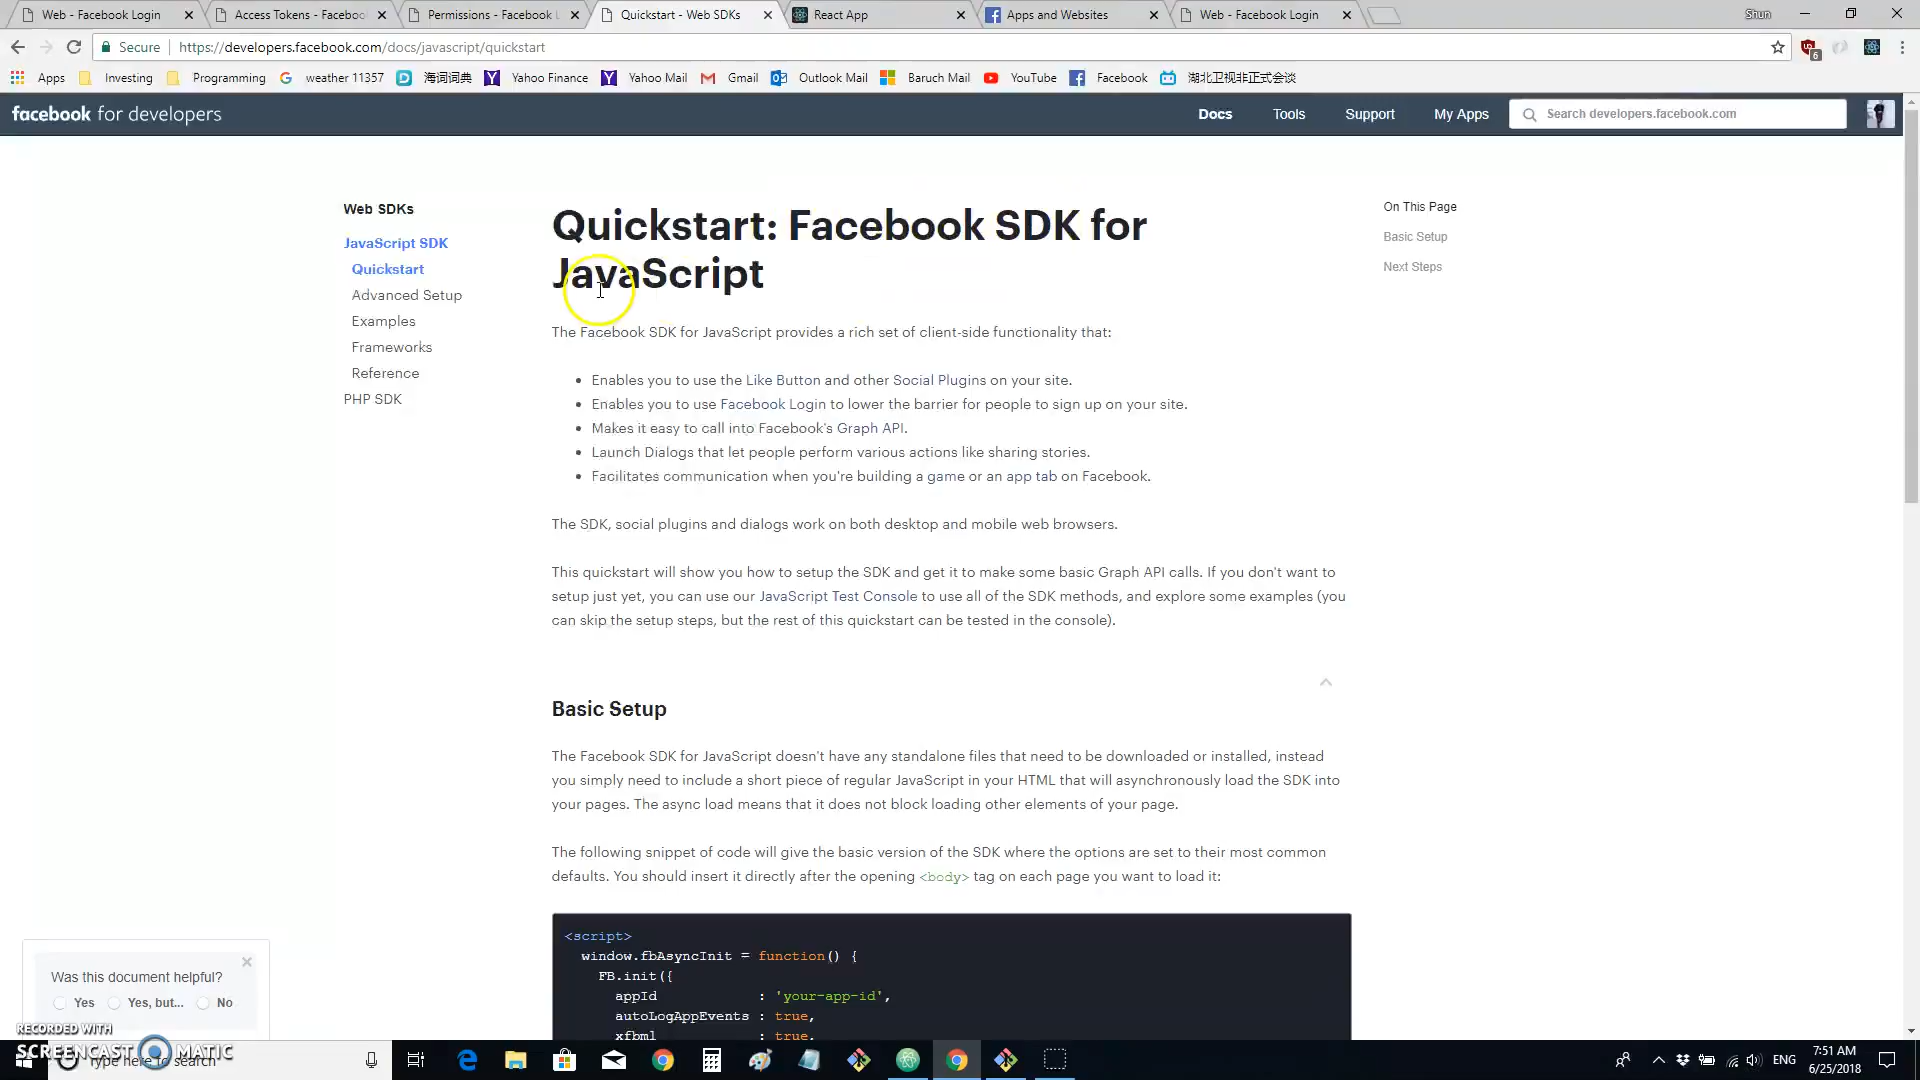 Web - Facebook Login
Access Tokens - Faceboo
Permissions - Facebook L
Quickstart - Web SDKs
React App
Apps and Websites
Web - Facebook Login
Shun
Secure
https://developers.facebook.com/docs/javascript/quickstart
6
Apps
Investing
Programming
weather 11357
海词词典
Yahoo Finance
Yahoo Mail
Gmail
Outlook Mail
Baruch Mail
YouTube
Facebook
湖北卫视非正式会谈
facebook for developers
Docs
Tools
Support
My Apps
Search developers.facebook.com
Web SDKs
JavaScript SDK
Quickstart
Advanced Setup
Examples
Frameworks
Reference
PHP SDK
Quickstart: Facebook SDK for
JavaScript
The Facebook SDK for JavaScript provides a rich set of client-side functionality that:
• Enables you to use the Like Button and other Social Plugins on your site.
• Enables you to use Facebook Login to lower the barrier for people to sign up on your site.
• Makes it easy to call into Facebook's Graph API.
• Launch Dialogs that let people perform various actions like sharing stories.
• Facilitates communication when you're building a game or an app tab on Facebook.
The SDK, social plugins and dialogs work on both desktop and mobile web browsers.
This quickstart will show you how to setup the SDK and get it to make some basic Graph API calls. If you don't want to
setup just yet, you can use our JavaScript Test Console to use all of the SDK methods, and explore some examples (you
can skip the setup steps, but the rest of this quickstart can be tested in the console).
Basic Setup
The Facebook SDK for JavaScript doesn't have any standalone files that need to be downloaded or installed, instead
you simply need to include a short piece of regular JavaScript in your HTML that will asynchronously load the SDK into
your pages. The async load means that it does not block loading other elements of your page.
The following snippet of code will give the basic version of the SDK where the options are set to their most common
defaults. You should insert it directly after the opening <body> tag on each page you want to load it:
<script>
window.fbAsyncInit = function() {
FB.init({
appId : 'your-app-id',
autoLogAppEvents : true,
xfbml : true,
On This Page
Basic Setup
Next Steps
Was this document helpful?
Yes
Yes, but...
No
RECORDED WITH
SCREENCAST MATIC
Type here to search
ENG
7:51 AM
6/25/2018